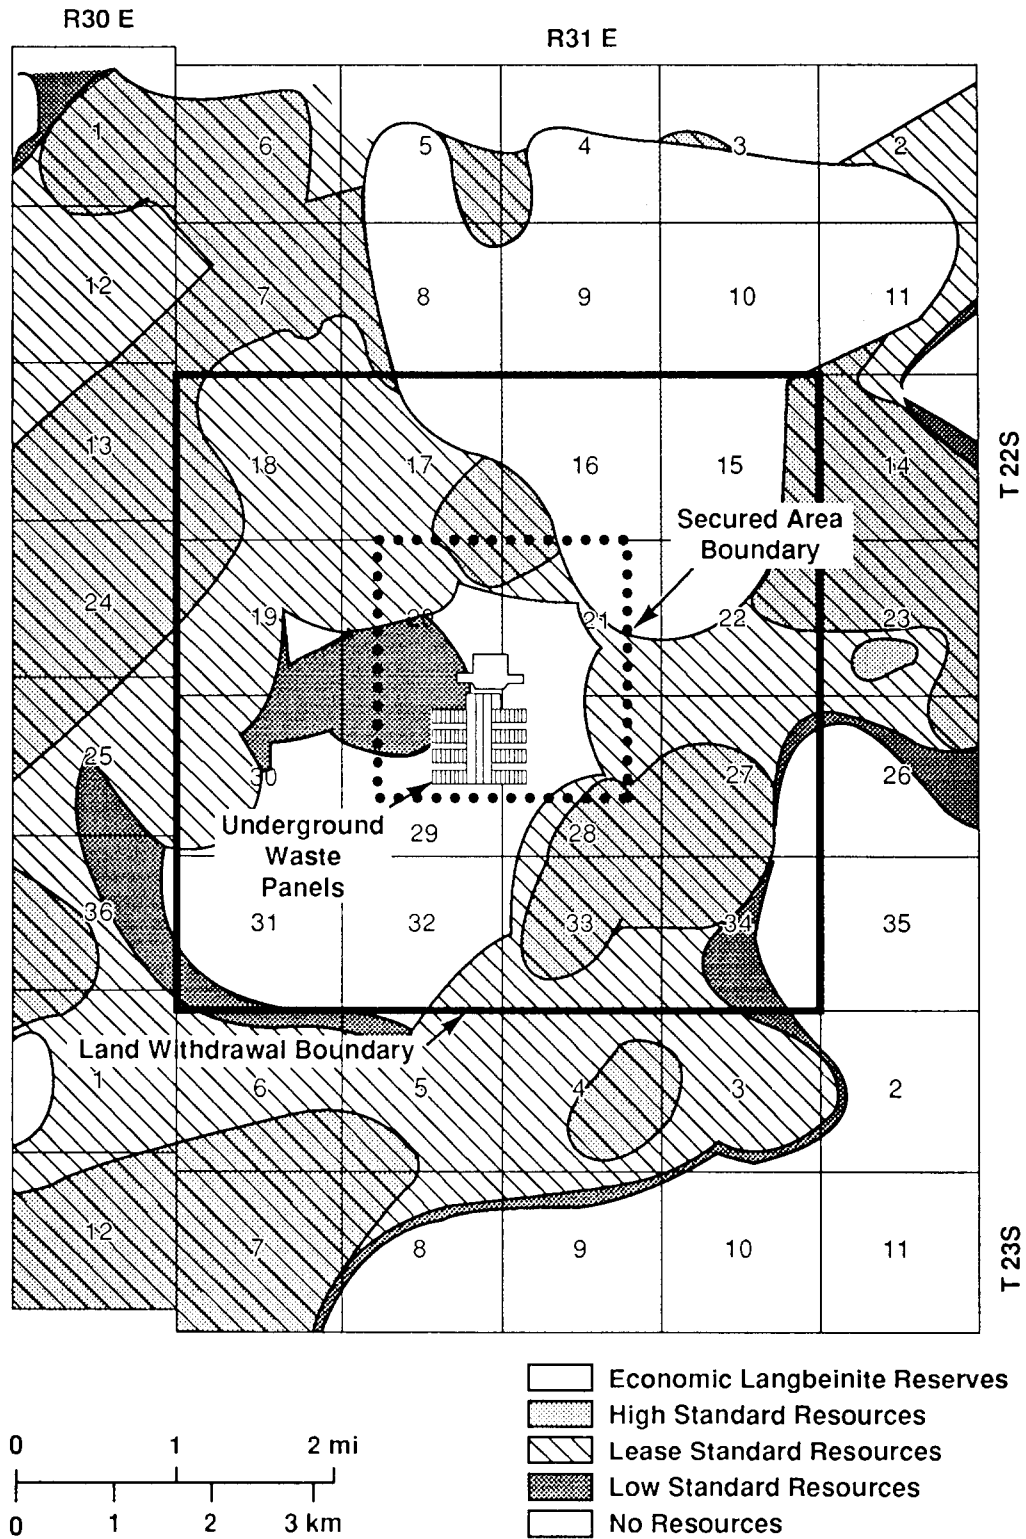 R30 E
R31 E
1
6
5
4
3
2
12
7
8
9
10
11
13
18
17
16
15
14
T 22S
Secured Area
Boundary
24
19
20
21
22
23
25
30
27
26
Underground
Waste
Panels
29
28
36
31
32
33
34
35
Land Withdrawal Boundary
1
6
5
4
3
2
12
7
8
9
10
11
T 23S
Economic Langbeinite Reserves
High Standard Resources
0 1 2 mi
Lease Standard Resources
Low Standard Resources
0 1 2 3 km
No Resources